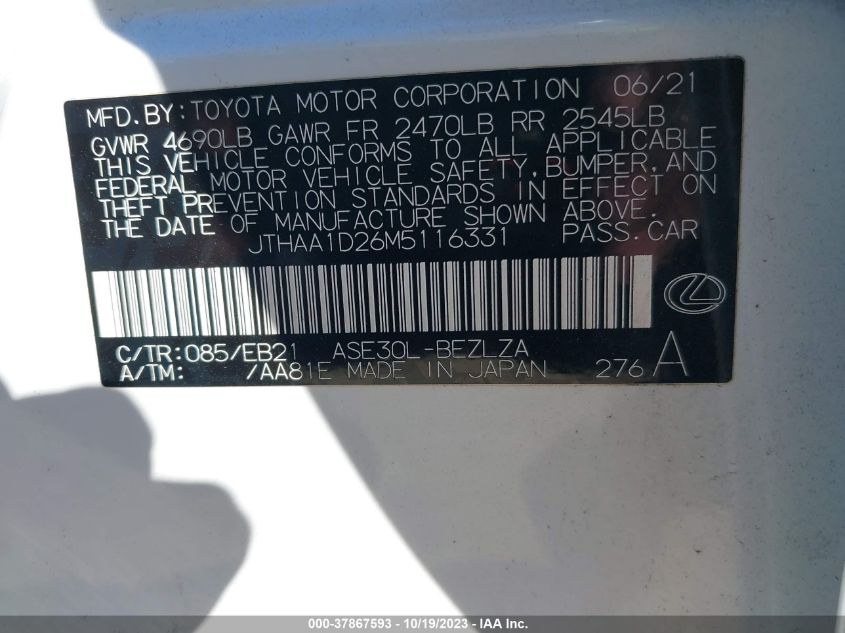 MFD.BY:TOYOTA MOTOR CORPORATION 06/21
GVWR 4690LB GAWR FR 2470LB RR 2545LB
THIS VEHICLE CONFORMS TO ALL APPLICABLE
FEDERAL MOTOR VEHICLE SAFETY,BUMPER,AND
THEFT PREVENTION STANDARDS IN EFFECT ON
THE DATE OF MANUFACTURE SHOWN ABOVE.
JTHAA1D26M5116331 PASS.CAR
C/TR:085/EB21 ASE30L-BEZLZA
A/TM: /AA81E MADE IN JAPAN 276 A
000-37867593 - 10/19/2023 - IAA Inc.